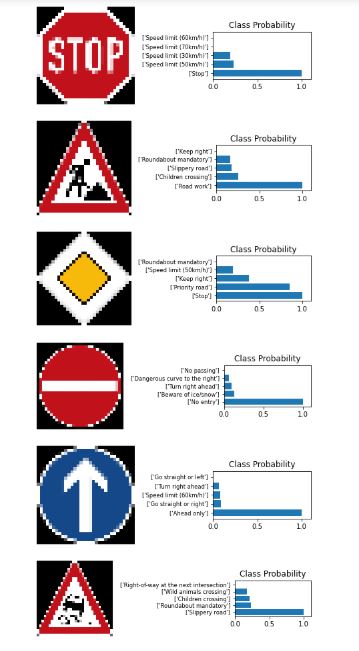 STOP
Class Probability
['Speed limit (60km/h)']
['Speed limit (70km/h)']
['Speed limit (30km/h)']
['Speed limit (50km/h)']
['Stop']
0.0 0.5 1.0
Class Probability
['Keep right']
['Roundabout mandatory']
['Slippery road']
['Children crossing']
['Road work']
0.0 0.5 1.0
Class Probability
['Roundabout mandatory']
['Speed limit (50km/h)']
['Keep right']
['Priority road']
['Stop']
0.0 0.5 1.0
Class Probability
['No passing']
['Dangerous curve to the right']
['Turn right ahead']
['Beware of ice/snow']
['No entry']
0.0 0.5 1.0
Class Probability
['Go straight or left']
['Turn right ahead']
['Speed limit (60km/h)']
['Go straight or right']
['Ahead only']
0.0 0.5 1.0
Class Probability
['Right-of-way at the next intersection']
['Wild animals crossing']
['Children crossing']
['Roundabout mandatory']
['Slippery road']
0.0 0.5 1.0